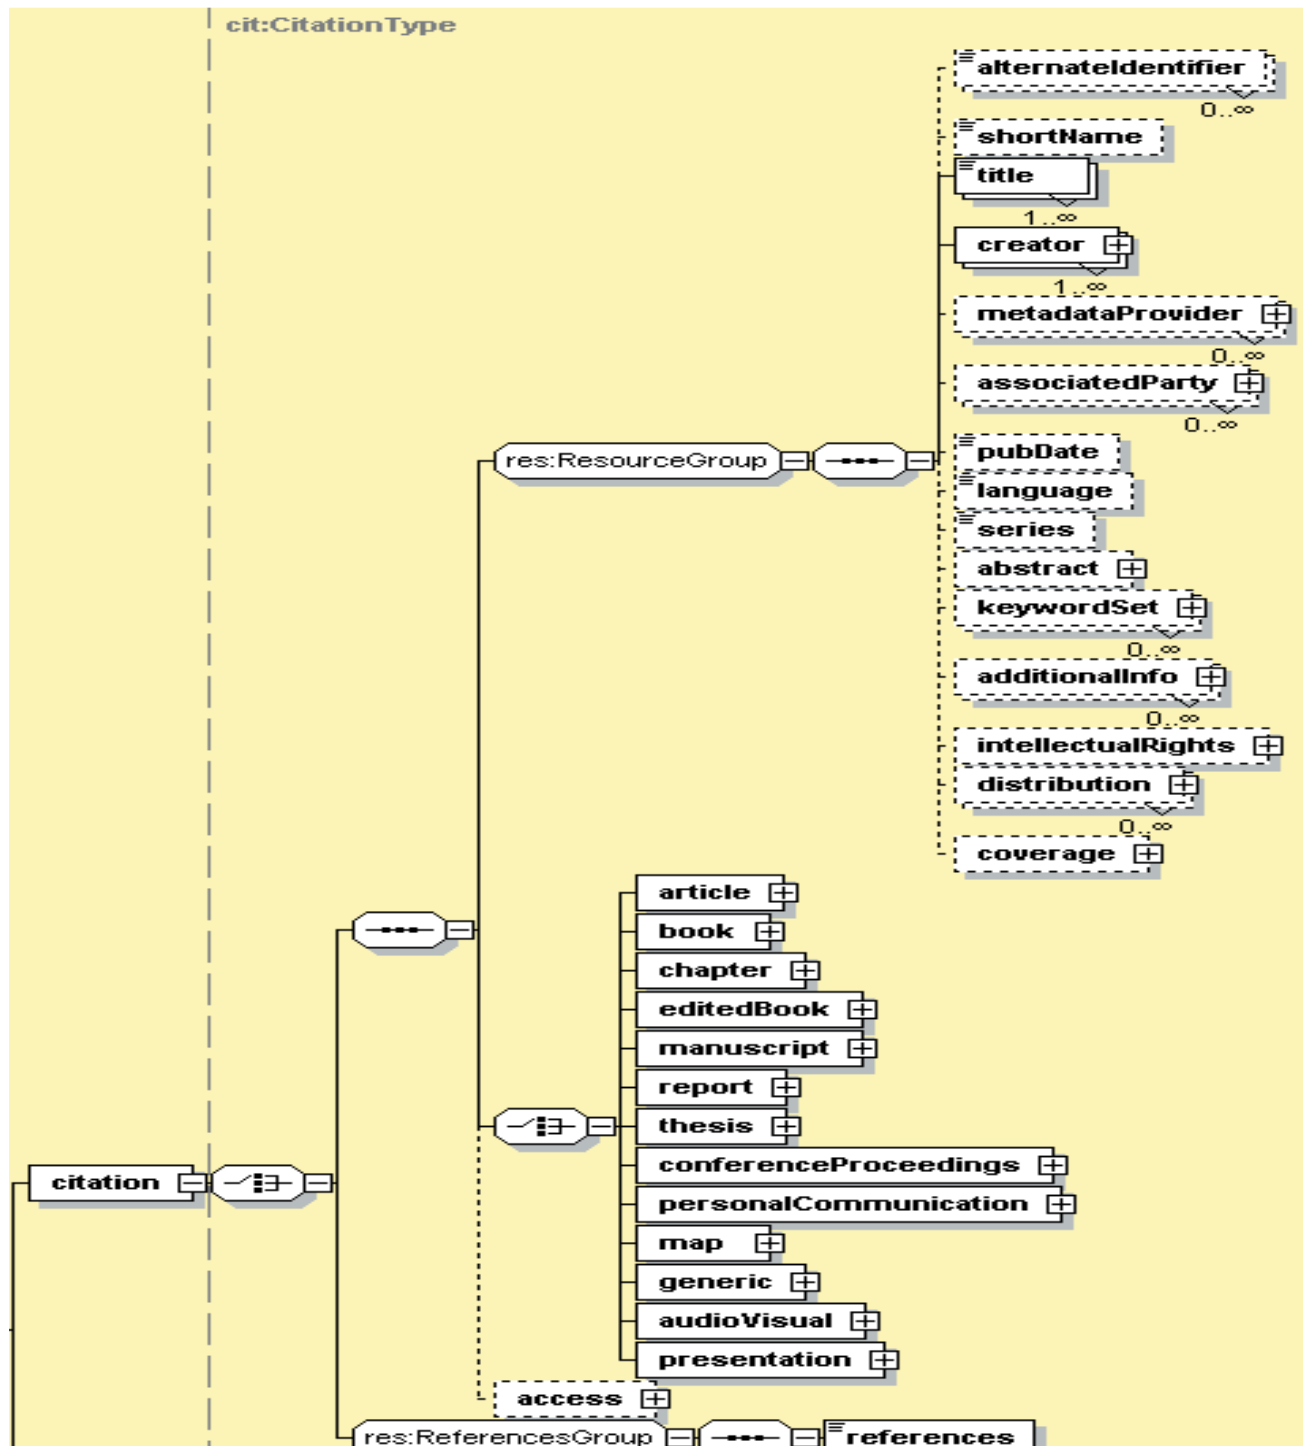 cit:CitationType
alternateIdentifier
0..∞
shortName
title
1..∞
creator
1..∞
metadataProvider
0..∞
associatedParty
0..∞
res:ResourceGroup
pubDate
language
series
abstract
keywordSet
0..∞
additionalInfo
0..∞
intellectualRights
distribution
0..∞
coverage
article
book
chapter
editedBook
manuscript
report
thesis
conferenceProceedings
citation
personalCommunication
map
generic
audioVisual
presentation
access
res:ReferencesGroup
references